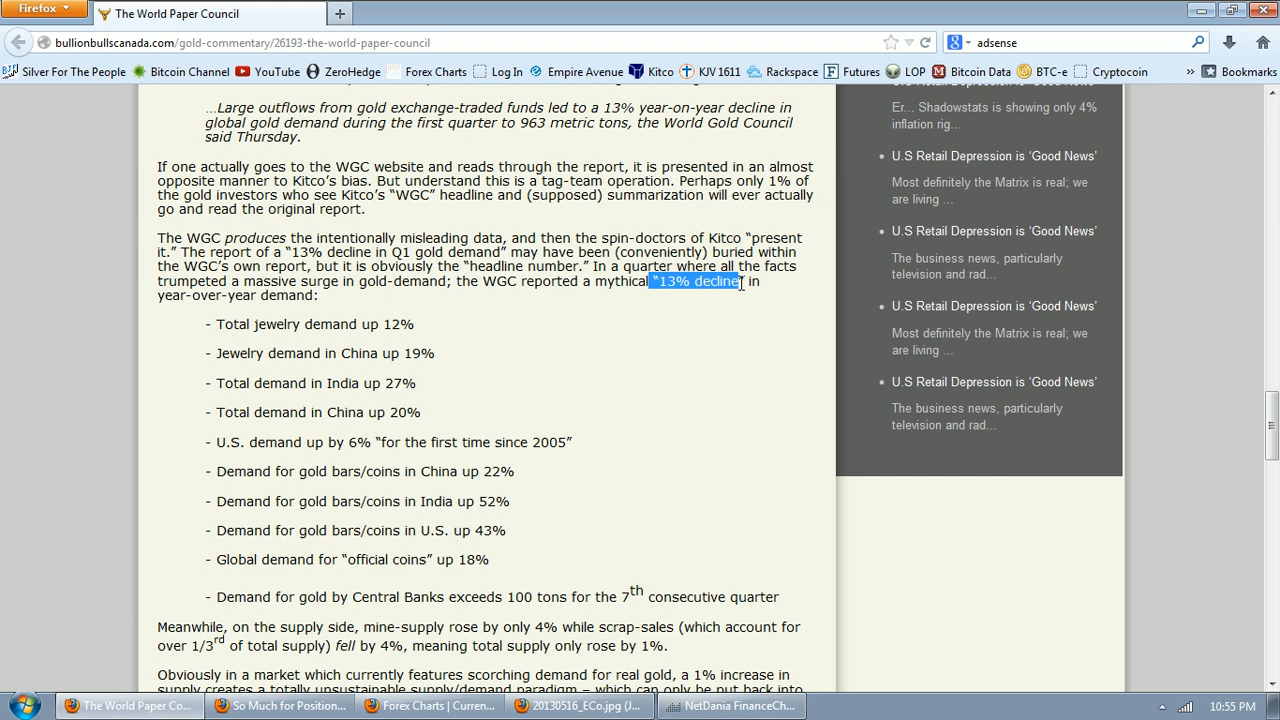 Firefox
The World Paper Council
bullionbullscanada.com/gold-commentary/26193-the-world-paper-council
adsense
Silver For The People
Bitcoin Channel
YouTube
ZeroHedge
Forex Charts
Log In
Empire Avenue
Kitco
KJV 1611
Rackspace
Futures
LOP
Bitcoin Data
BTC-e
Cryptocoin
»
Bookmarks
...Large outflows from gold exchange-traded funds led to a 13% year-on-year decline in
global gold demand during the first quarter to 963 metric tons, the World Gold Council
said Thursday.
If one actually goes to the WGC website and reads through the report, it is presented in an almost
opposite manner to Kitco’s bias. But understand this is a tag-team operation. Perhaps only 1% of
the gold investors who see Kitco’s “WGC” headline and (supposed) summarization will ever actually
go and read the original report.
The WGC produces the intentionally misleading data, and then the spin-doctors of Kitco “present
it.” The report of a “13% decline in Q1 gold demand” may have been (conveniently) buried within
the WGC’s own report, but it is obviously the “headline number.” In a quarter where all the facts
trumpeted a massive surge in gold-demand; the WGC reported a mythical “13% decline” in
year-over-year demand:
- Total jewelry demand up 12%
- Jewelry demand in China up 19%
- Total demand in India up 27%
- Total demand in China up 20%
- U.S. demand up by 6% “for the first time since 2005”
- Demand for gold bars/coins in China up 22%
- Demand for gold bars/coins in India up 52%
- Demand for gold bars/coins in U.S. up 43%
- Global demand for “official coins” up 18%
- Demand for gold by Central Banks exceeds 100 tons for the 7th consecutive quarter
Meanwhile, on the supply side, mine-supply rose by only 4% while scrap-sales (which account for
over 1/3rd of total supply) fell by 4%, meaning total supply only rose by 1%.
Obviously in a market which currently features scorching demand for real gold, a 1% increase in
supply creates a totally unsustainable supply/demand paradigm – which can only be put back into
U.S Retail Depression is ‘Good News’
Er... Shadowstats is showing only 4%
inflation rig...
U.S Retail Depression is ‘Good News’
Most definitely the Matrix is real; we
are living ...
U.S Retail Depression is ‘Good News’
The business news, particularly
television and rad...
U.S Retail Depression is ‘Good News’
Most definitely the Matrix is real; we
are living ...
U.S Retail Depression is ‘Good News’
The business news, particularly
television and rad...
The World Paper Co...
So Much for Position...
Forex Charts | Curren...
20130516_ECo.jpg (J...
NetDania FinanceCh...
10:55 PM